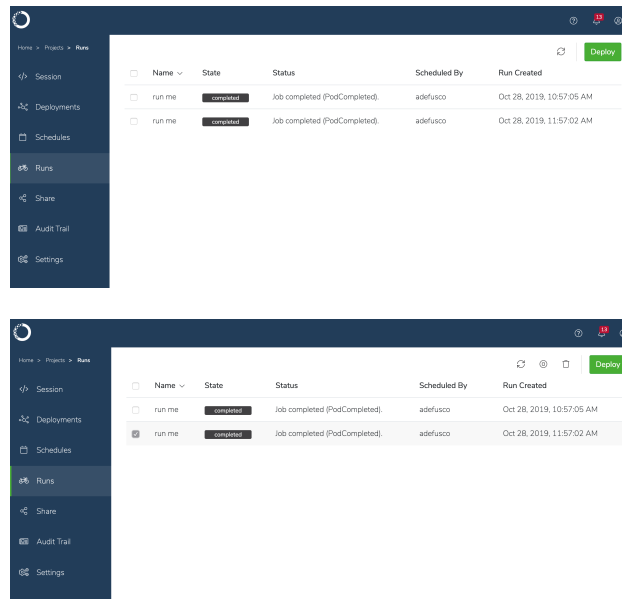 13
Home > Projects > Runs
Deploy
Session
Name State Status Scheduled By Run Created
run me completed Job completed (PodCompleted). adefusco Oct 28, 2019, 10:57:05 AM
Deployments
run me completed Job completed (PodCompleted). adefusco Oct 28, 2019, 11:57:02 AM
Schedules
Runs
Share
Audit Trail
Settings
13
Home > Projects > Runs
Deploy
Session
Name State Status Scheduled By Run Created
run me completed Job completed (PodCompleted). adefusco Oct 28, 2019, 10:57:05 AM
Deployments
run me completed Job completed (PodCompleted). adefusco Oct 28, 2019, 11:57:02 AM
Schedules
Runs
Share
Audit Trail
Settings